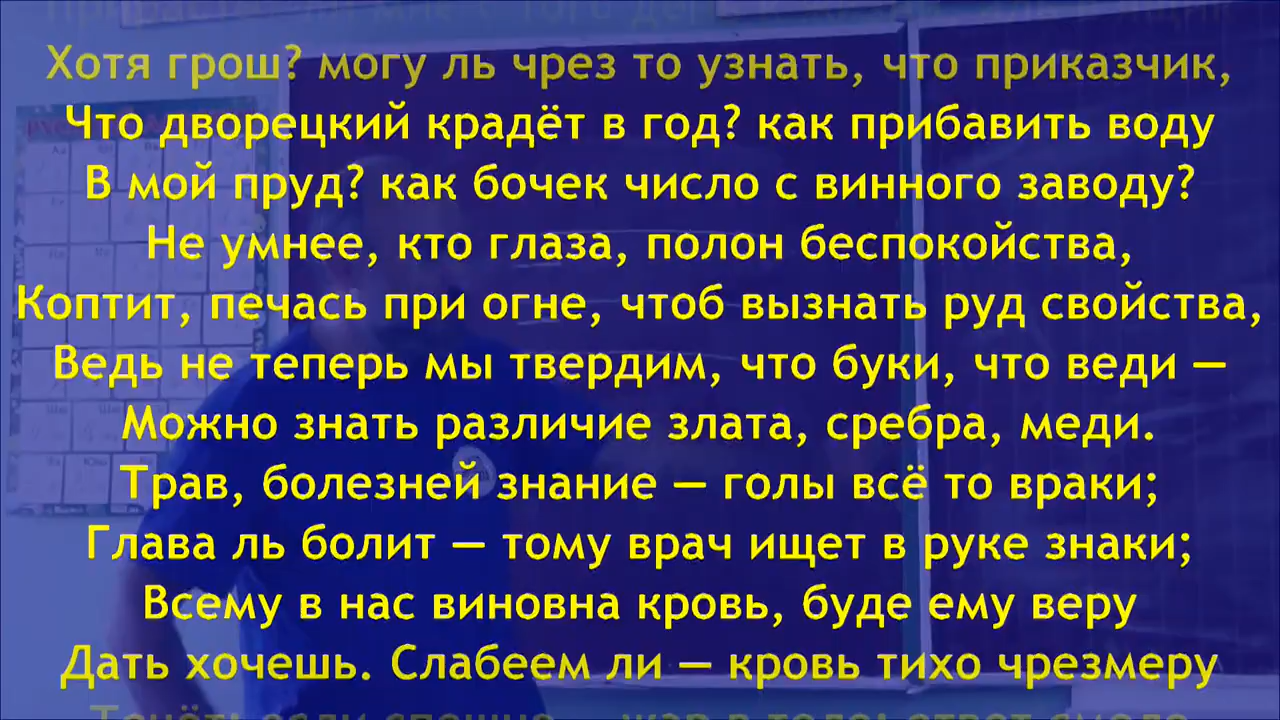 Хотя грош? могу ль чрез то узнать, что приказчик,
Что дворецкий крадёт в год? как прибавить воду
В мой пруд? как бочек число с винного заводу?
Не умнее, кто глаза, полон беспокойства,
Коптит, печась при огне, чтоб вызнать руд свойства,
Ведь не теперь мы твердим, что буки, что веди —
Можно знать различие злата, сребра, меди.
Трав, болезней знание — голы всё то враки;
Глава ль болит — тому врач ищет в руке знаки;
Всему в нас виновна кровь, буде ему веру
Дать хочешь. Слабеем ли — кровь тихо чрезмеру